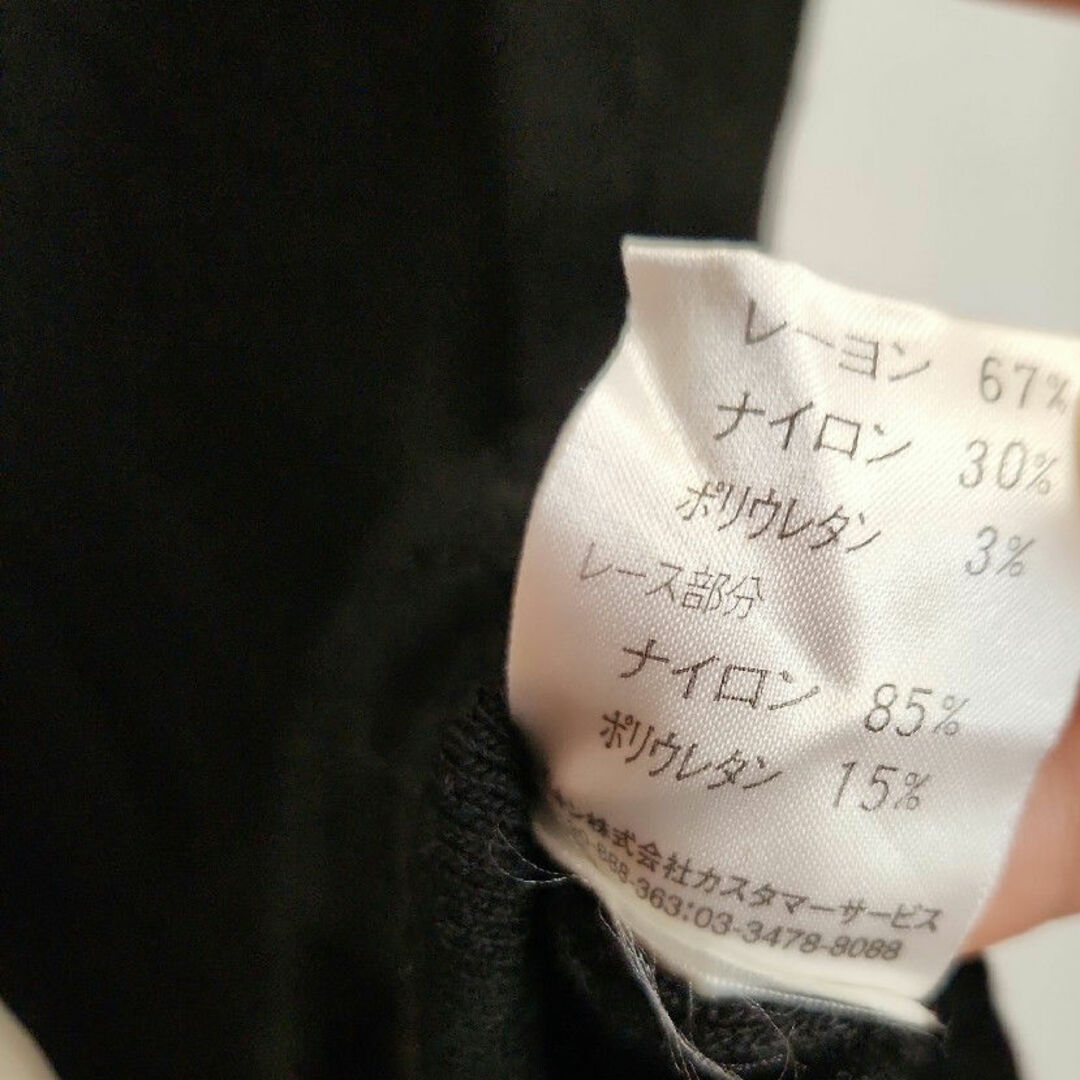 レーヨン 67%
ナイロン 30%
ポリウレタン 3%
レース部分
ナイロン 85%
ポリウレタン 15%
ン株式会社カスタマーサービス
-363:03-3478-8088